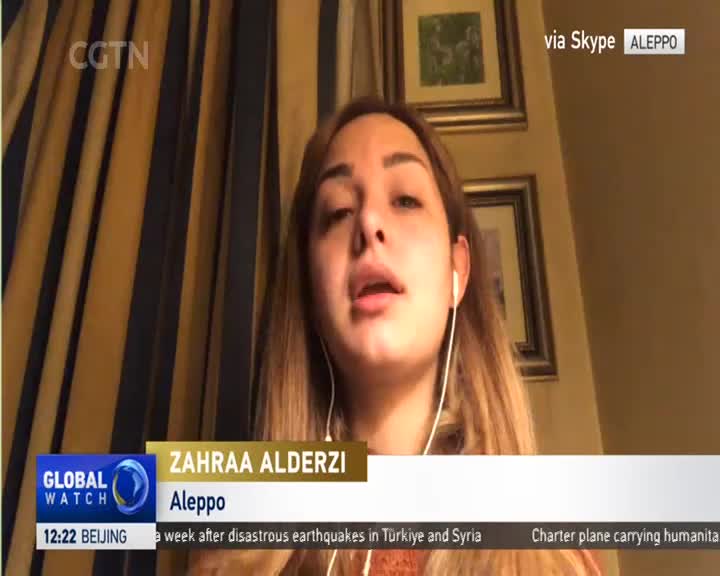 CGTN
via Skype ALEPPO
ZAHRAA ALDERZI
GLOBAL
WATCH
Aleppo
12:22 BEIJING
a week after disastrous earthquakes in Türkiye and Syria Charter plane carrying humanita